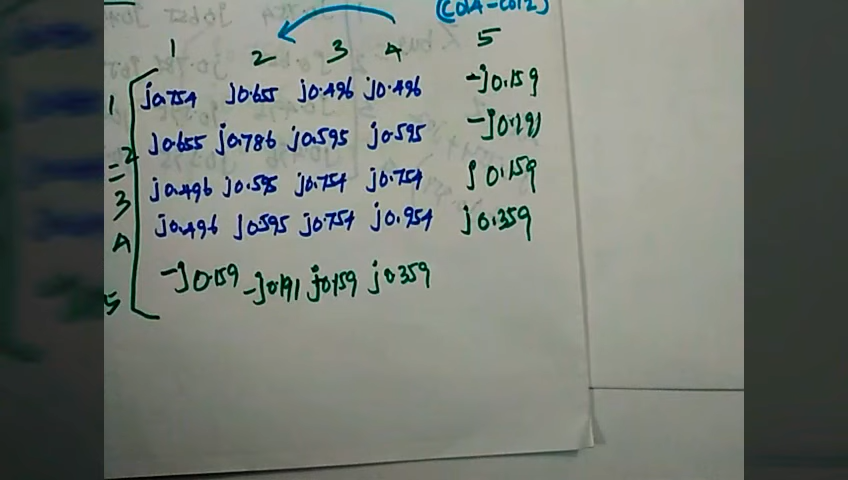 (Col4-Col2)
1 2 3 4 5
1 j0.754 j0.655 j0.496 j0.496 -j0.159
2 j0.655 j0.786 j0.595 j0.595 -j0.191
3 j0.496 j0.595 j0.754 j0.754 j0.159
4 j0.496 j0.595 j0.754 j0.954 j0.359
5 -j0.159 -j0.191 j0.159 j0.359